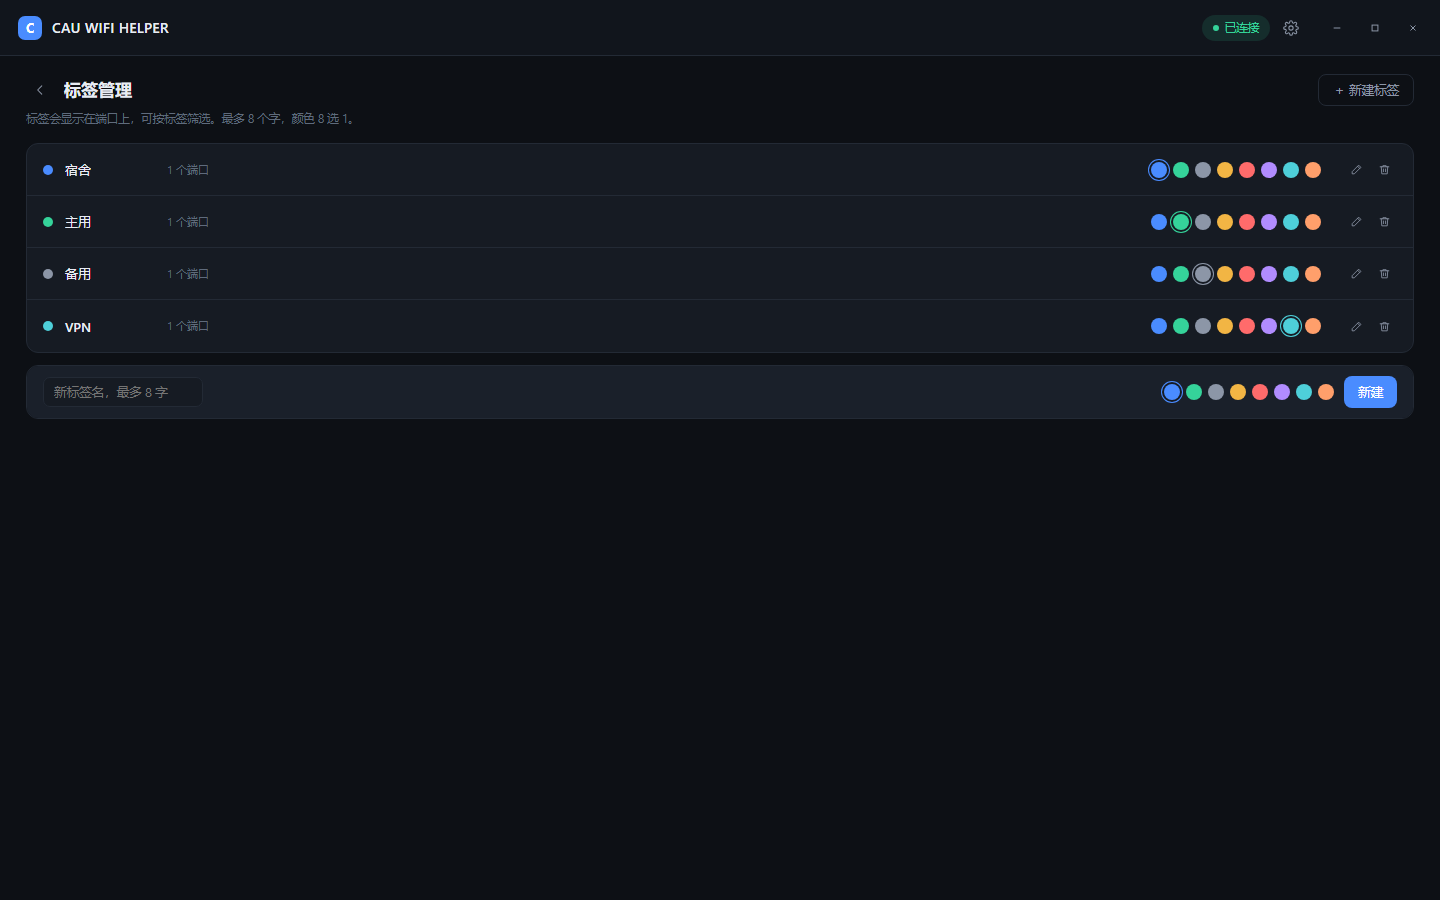 C CAU WIFI HELPER
已连接
标签管理
+ 新建标签
标签会显示在端口上，可按标签筛选。最多 8 个字，颜色 8 选 1。
宿舍 1 个端口
主用 1 个端口
备用 1 个端口
VPN 1 个端口
新标签名，最多 8 字
新建